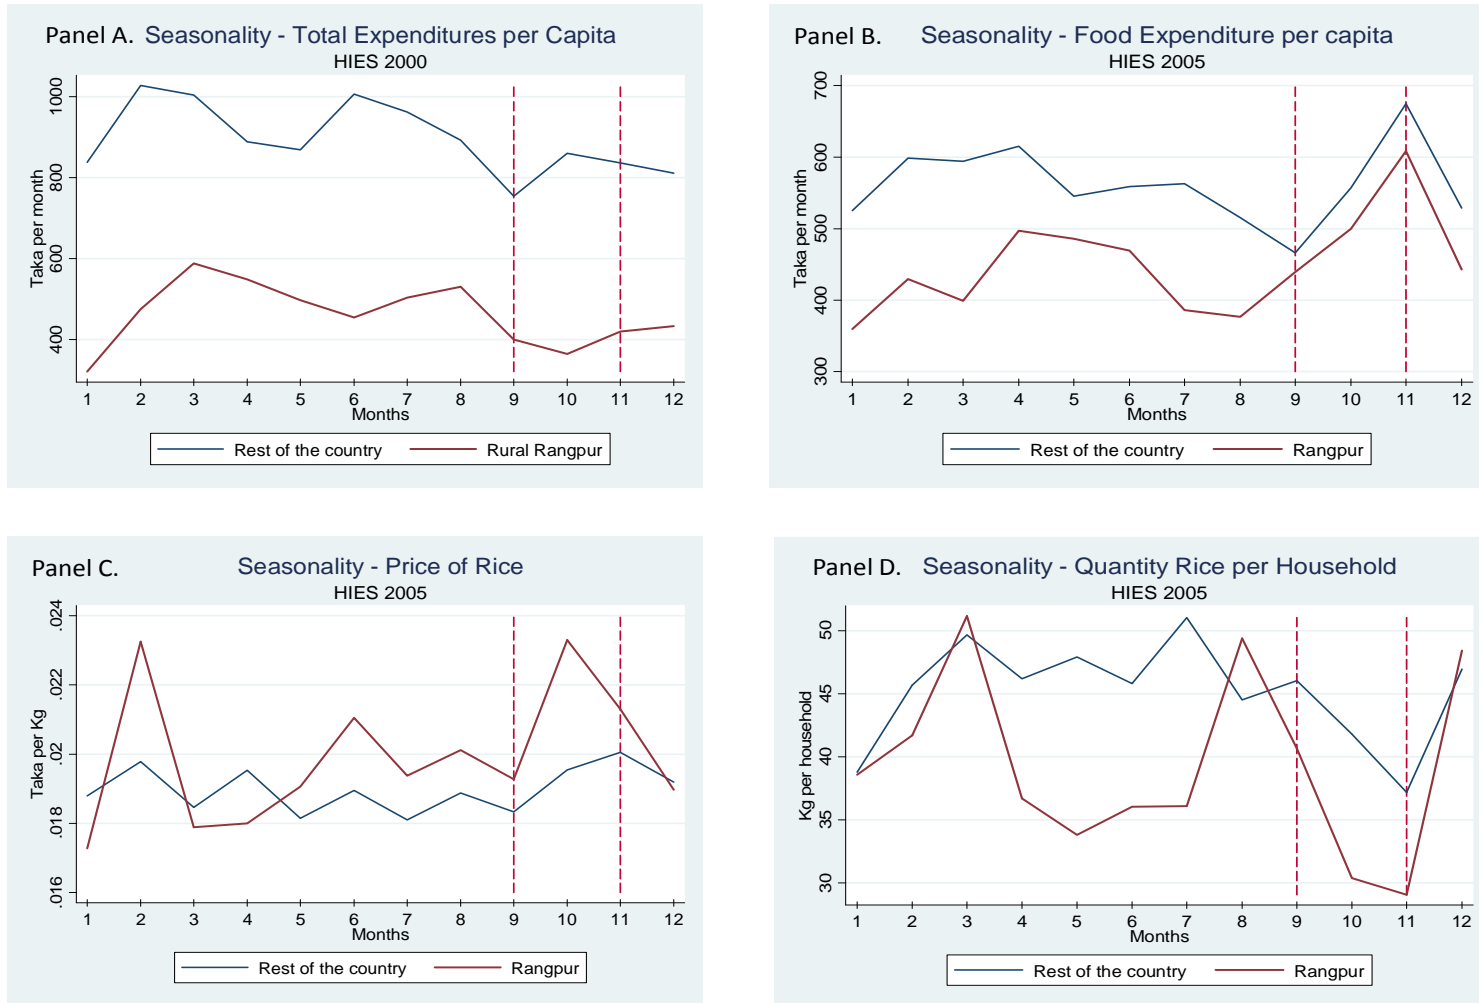 Panel A. Seasonality - Total Expenditures per Capita
HIES 2000
Taka per month
1000
800
600
400
1 2 3 4 5 6 7 8 9 10 11 12
Months
Rest of the country Rural Rangpur
Panel B. Seasonality - Food Expenditure per capita
HIES 2005
Taka per month
700
600
500
400
300
1 2 3 4 5 6 7 8 9 10 11 12
Months
Rest of the country Rangpur
Panel C. Seasonality - Price of Rice
HIES 2005
Taka per Kg
.024
.022
.02
.018
.016
1 2 3 4 5 6 7 8 9 10 11 12
Months
Rest of the country Rangpur
Panel D. Seasonality - Quantity Rice per Household
HIES 2005
Kg per household
50
45
40
35
30
1 2 3 4 5 6 7 8 9 10 11 12
Months
Rest of the country Rangpur